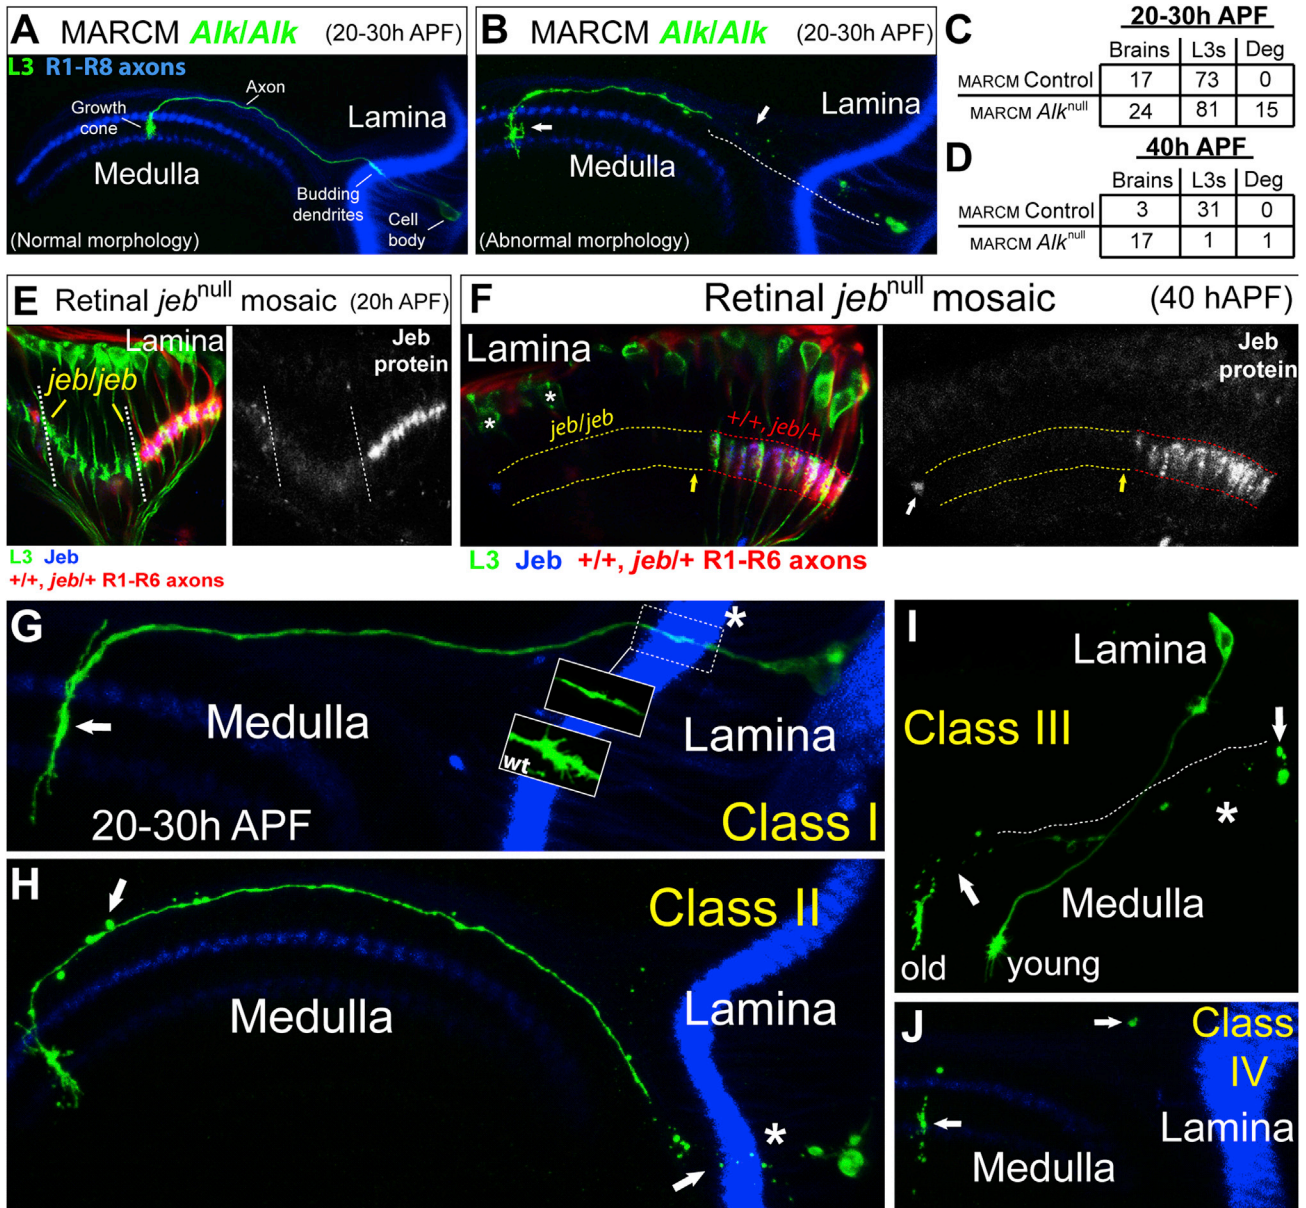 A MARCM Alk/Alk (20-30h APF)
L3 R1-R8 axons
Growth
cone
Axon
Lamina
Medulla
Budding
dendrites
Cell
body
(Normal morphology)
B MARCM Alk/Alk (20-30h APF)
Lamina
Medulla
(Abnormal morphology)
C 20-30h APF
Brains L3s Deg
MARCM Control 17 73 0
MARCM Alknull 24 81 15
D 40h APF
Brains L3s Deg
MARCM Control 3 31 0
MARCM Alknull 17 1 1
E Retinal jebnull mosaic (20h APF)
Lamina
jeb/jeb
Jeb
protein
L3 Jeb
+/+, jeb/+ R1-R6 axons
F Retinal jebnull mosaic (40 hAPF)
Lamina
* *
jeb/jeb
+/+, jeb/+
Jeb
protein
L3 Jeb +/+, jeb/+ R1-R6 axons
G
*
Medulla
Lamina
wt
20-30h APF
Class I
H
Class II
Medulla
Lamina
*
I
Lamina
Class III
*
Medulla
old
young
J
Class
IV
Lamina
Medulla